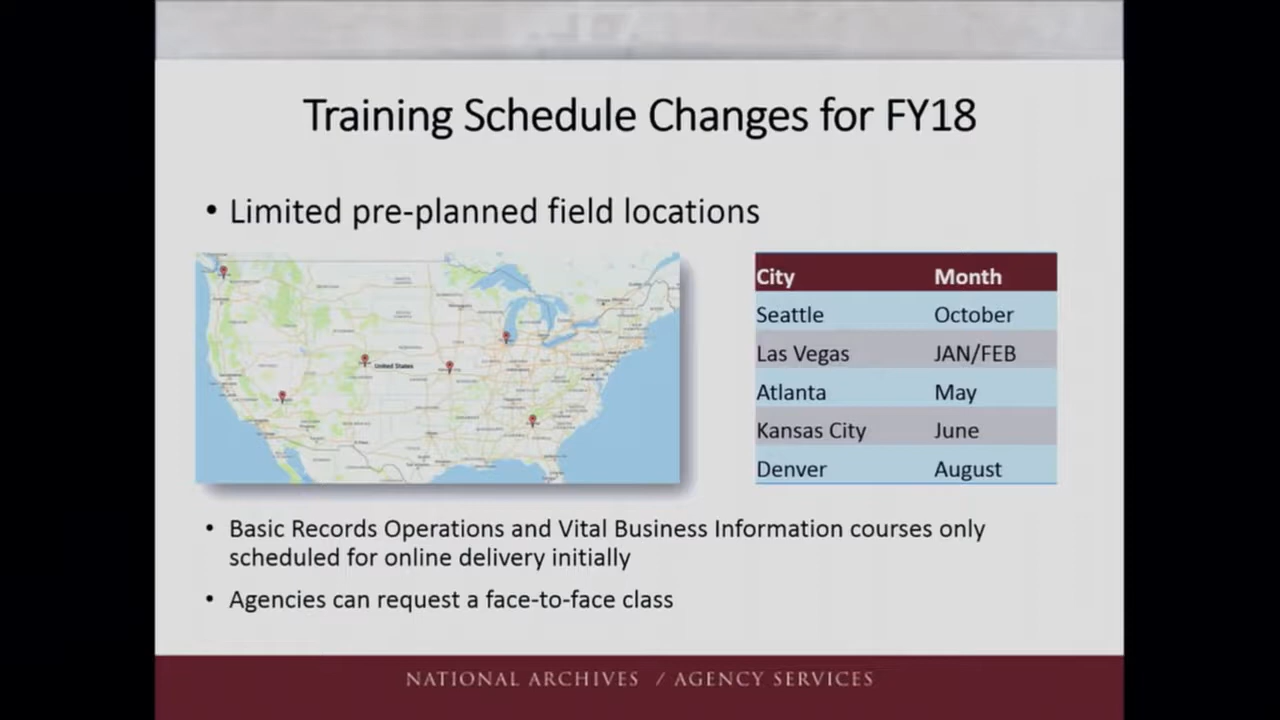 Training Schedule Changes for FY18
• Limited pre-planned field locations
United States
City Month
Seattle October
Las Vegas JAN/FEB
Atlanta May
Kansas City June
Denver August
• Basic Records Operations and Vital Business Information courses only
scheduled for online delivery initially
• Agencies can request a face-to-face class
NATIONAL ARCHIVES / AGENCY SERVICES